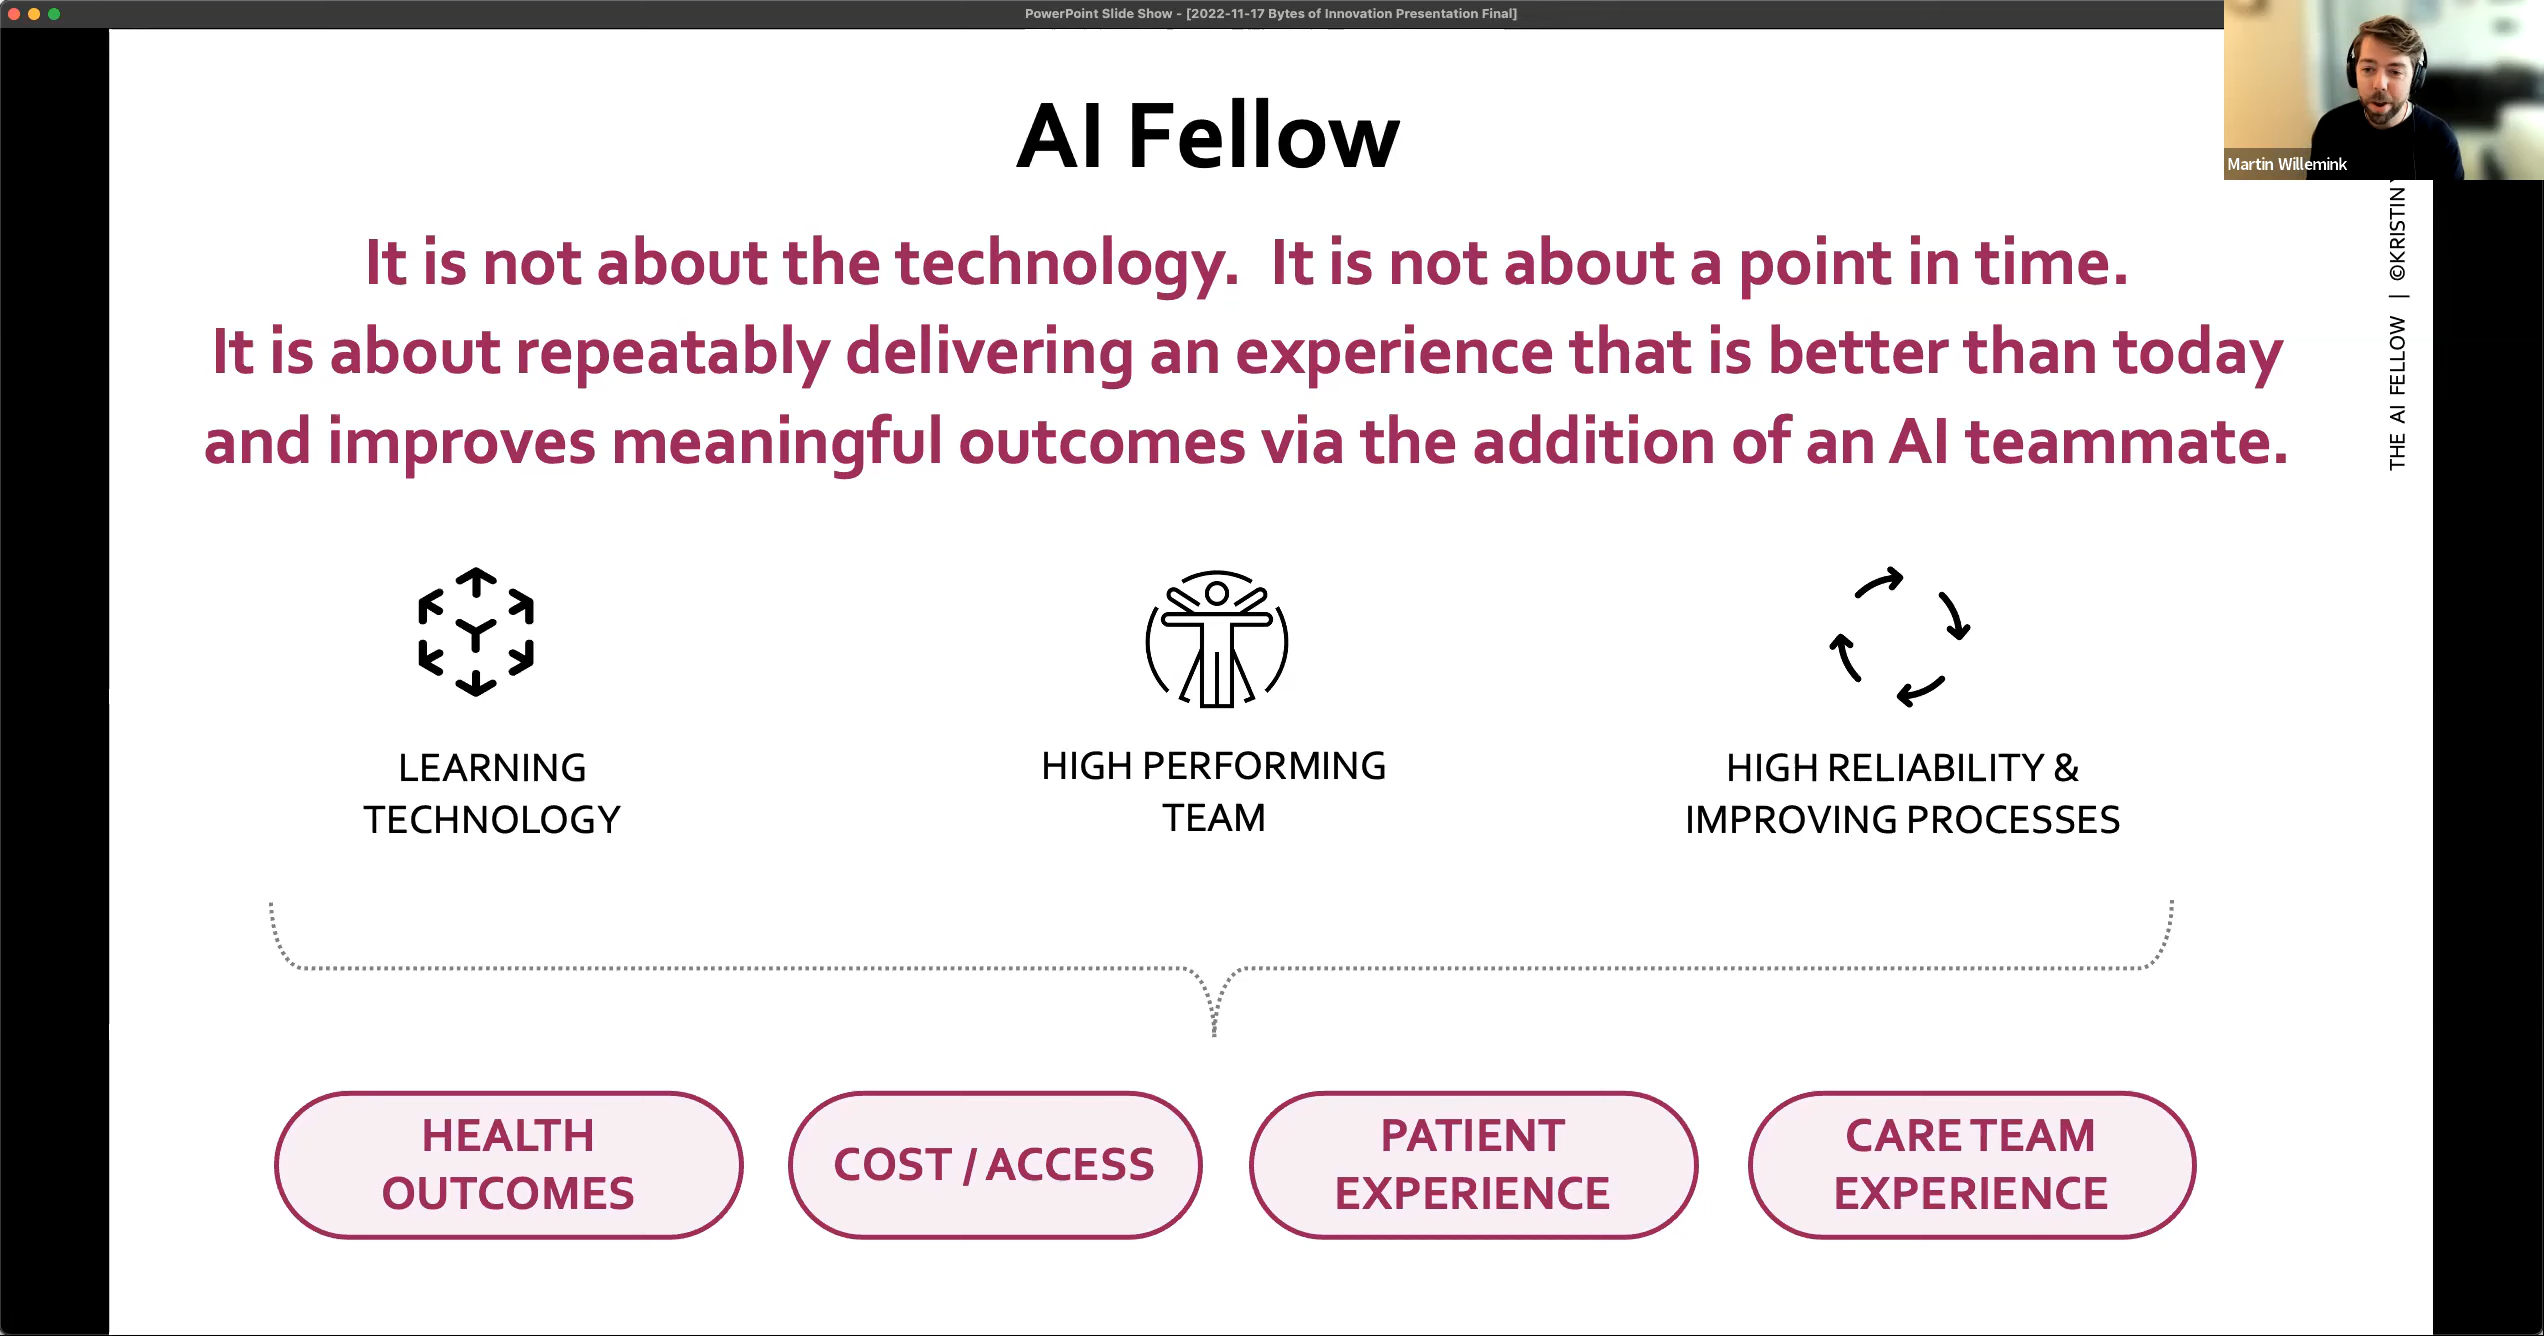 PowerPoint Slide Show - [2022-11-17 Bytes of Innovation Presentation Final]
Martin Willemink
AI Fellow
It is not about the technology.  It is not about a point in time.
It is about repeatably delivering an experience that is better than today
and improves meaningful outcomes via the addition of an AI teammate.
THE AI FELLOW | ©KRISTIN
LEARNING
TECHNOLOGY
HIGH PERFORMING
TEAM
HIGH RELIABILITY &
IMPROVING PROCESSES
HEALTH
OUTCOMES
COST / ACCESS
PATIENT
EXPERIENCE
CARE TEAM
EXPERIENCE